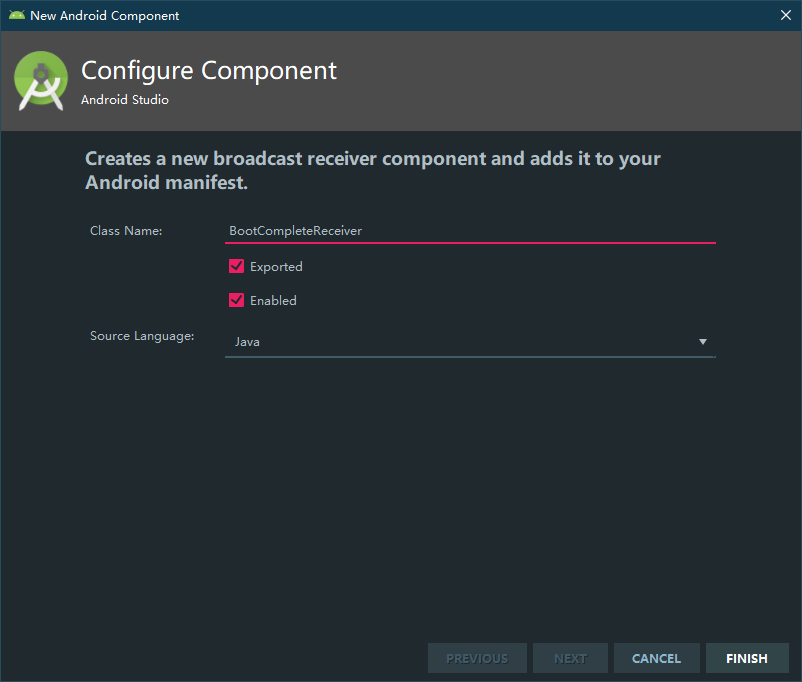 New Android Component
Configure Component
Android Studio
Creates a new broadcast receiver component and adds it to your
Android manifest.
Class Name:
BootCompleteReceiver
Exported
Enabled
Source Language:
Java
PREVIOUS
NEXT
CANCEL
FINISH